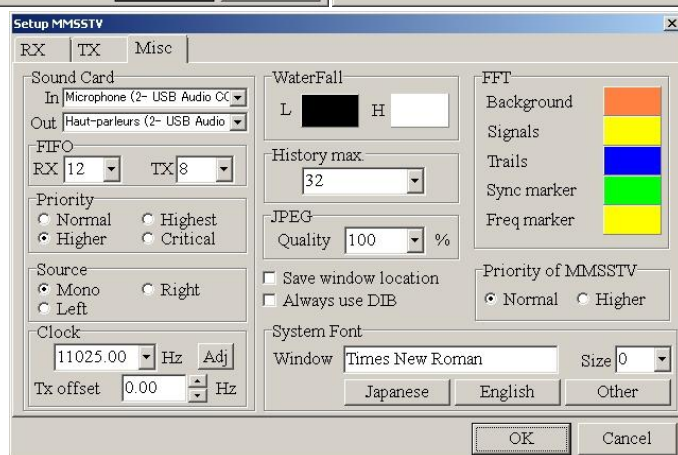 Setup MMSSTV
RX TX Misc
Sound Card
In Microphone (2- USB Audio CC
Out Haut-parleurs (2- USB Audio
FIFO
RX 12 TX 8
Priority
Normal Highest
Higher Critical
Source
Mono Right
Left
Clock
11025.00 Hz Adj
Tx offset 0.00 Hz
WaterFall
L H
History max.
32
JPEG
Quality 100 %
Save window location
Always use DIB
FFT
Background
Signals
Trails
Sync marker
Freq marker
Priority of MMSSTV
Normal Higher
System Font
Window Times New Roman Size 0
Japanese English Other
OK Cancel